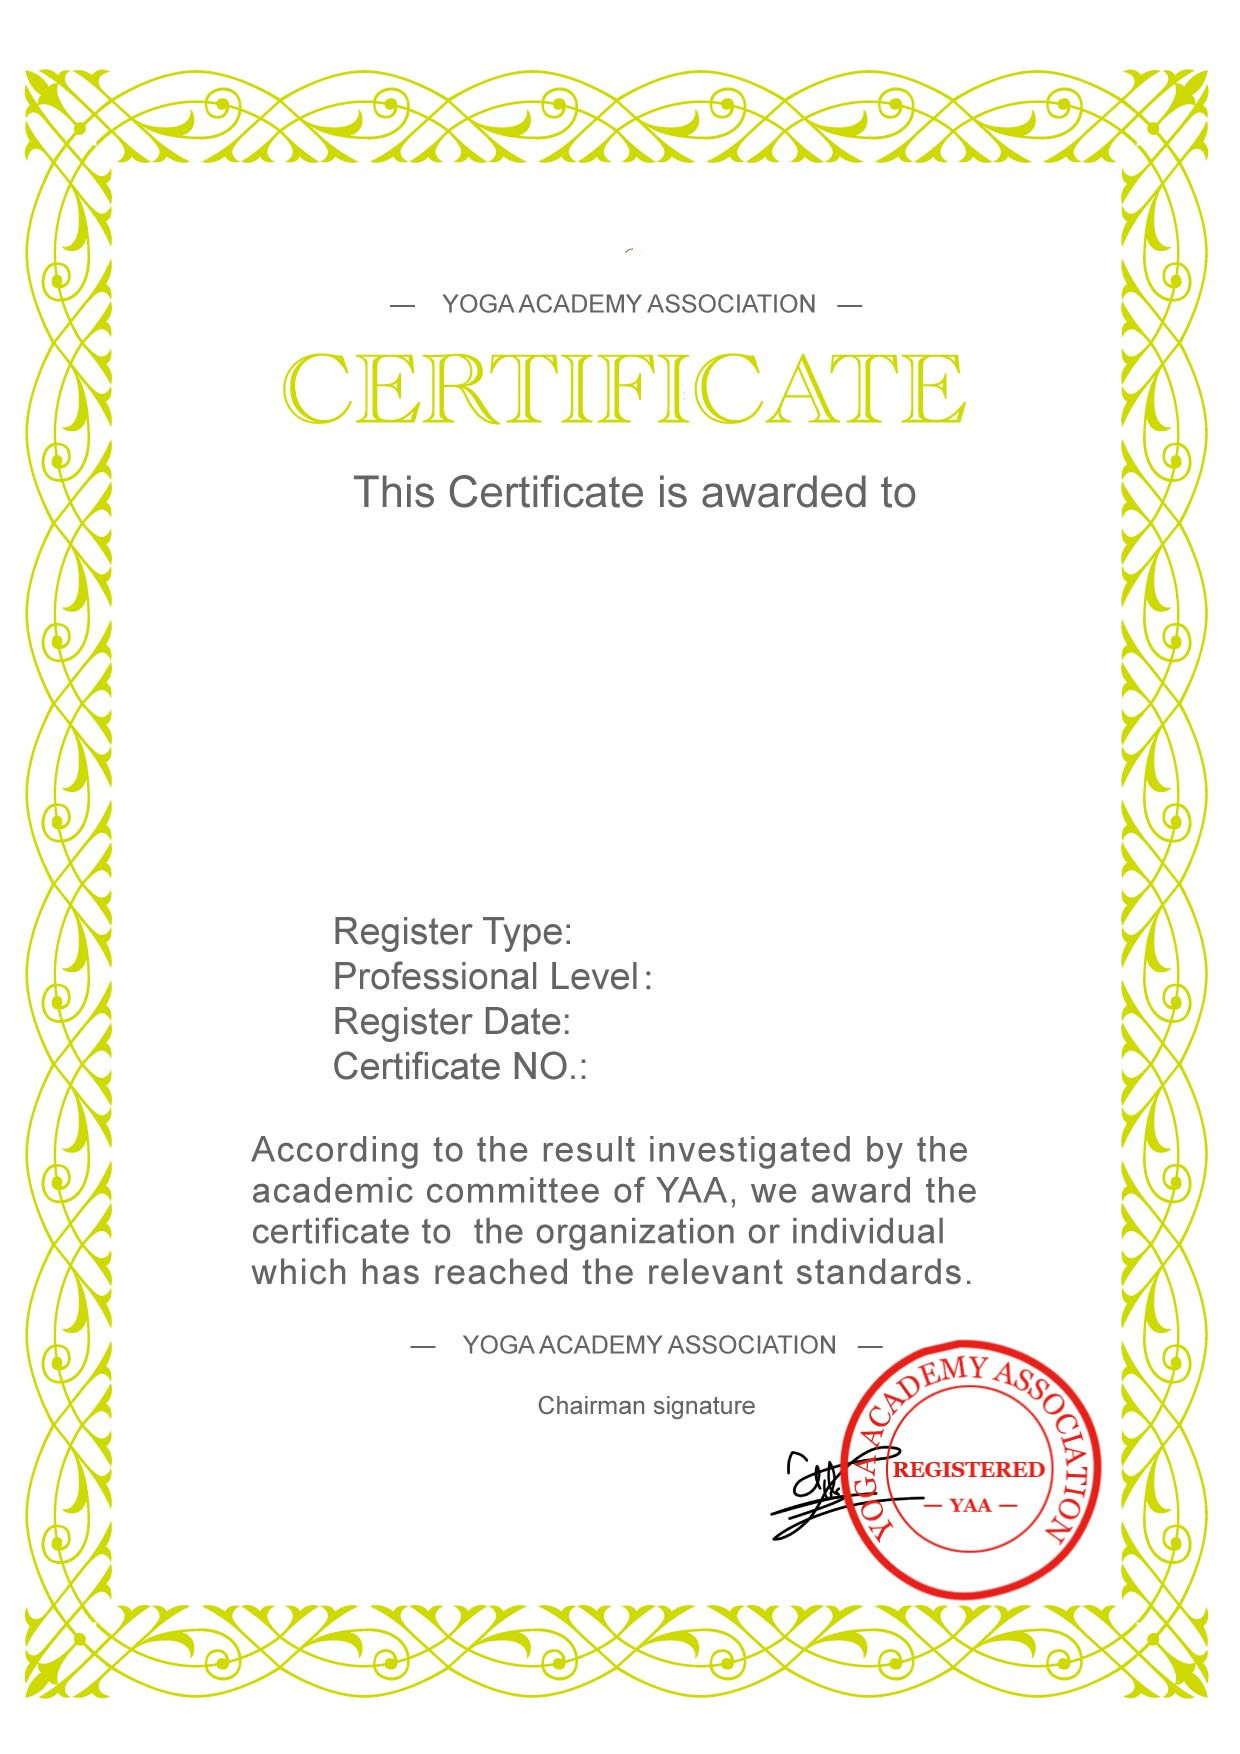 — YOGA ACADEMY ASSOCIATION —
CERTIFICATE
This Certificate is awarded to
Register Type:
Professional Level:
Register Date:
Certificate NO.:
According to the result investigated by the
academic committee of YAA, we award the
certificate to the organization or individual
which has reached the relevant standards.
— YOGA ACADEMY ASSOCIATION —
Chairman signature
YOGA ACADEMY ASSOCIATION
REGISTERED
— YAA —